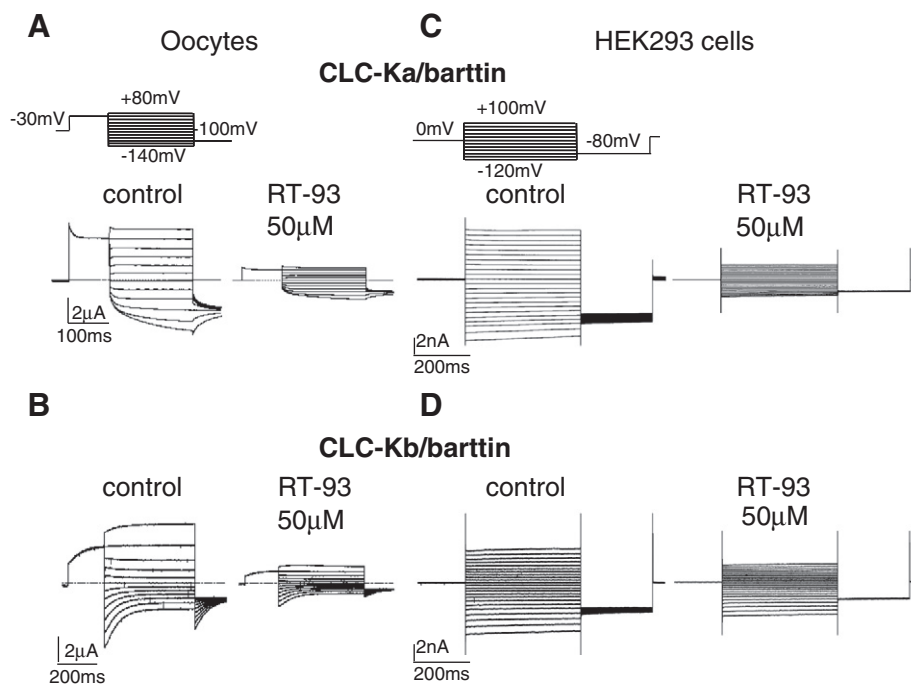 A
Oocytes
C
HEK293 cells
CLC-Ka/barttin
+80mV
-30mV
-100mV
-140mV
+100mV
0mV
-80mV
-120mV
control
RT-93
50μM
control
RT-93
50μM
2μA
100ms
2nA
200ms
B
D
CLC-Kb/barttin
control
RT-93
50μM
control
RT-93
50μM
2μA
200ms
2nA
200ms